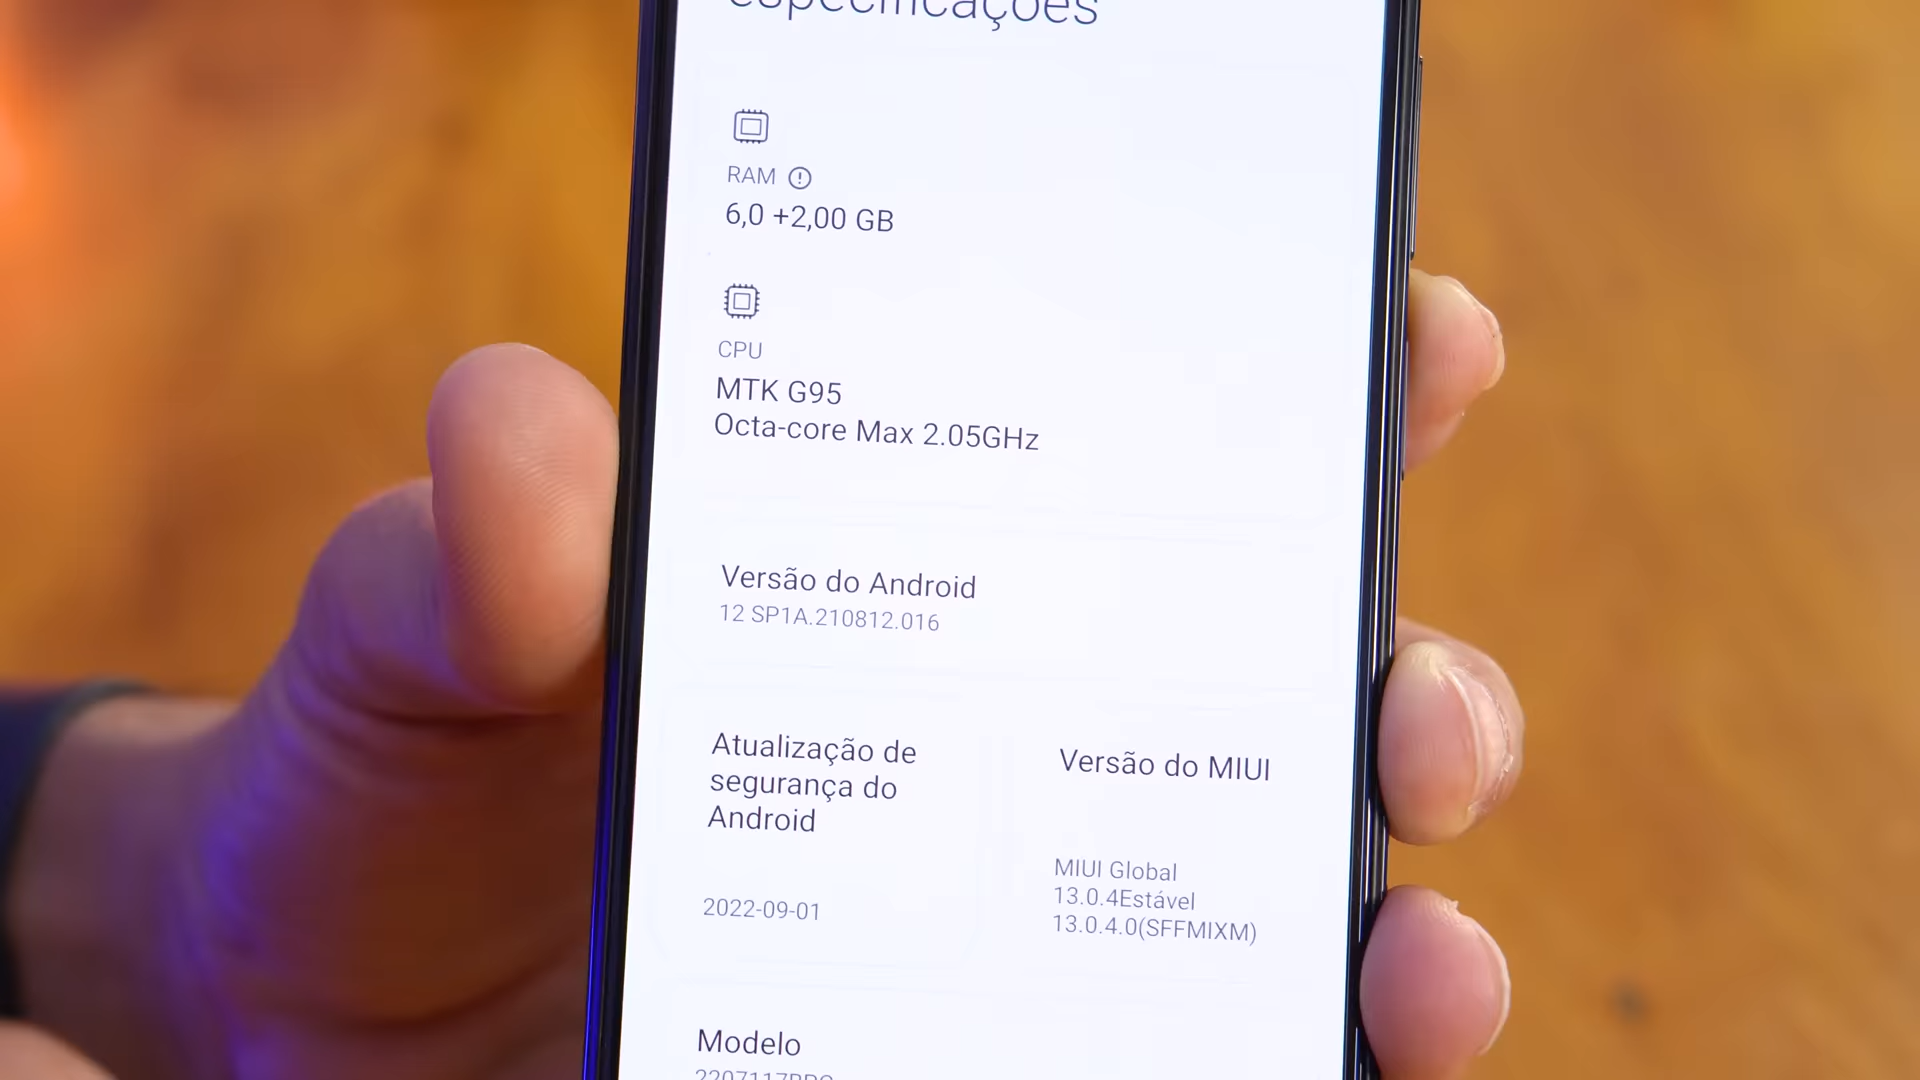 especificações
RAM
6,0 +2,00 GB
CPU
MTK G95
Octa-core Max 2.05GHz
Versão do Android
12 SP1A.210812.016
Atualização de
segurança do
Android
2022-09-01
Versão do MIUI
MIUI Global
13.0.4Estável
13.0.4.0(SFFMIXM)
Modelo